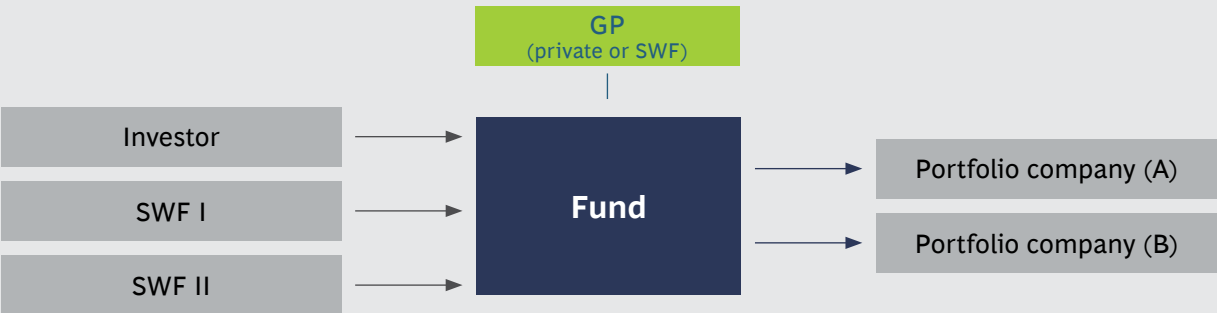 GP
(private or SWF)
Investor
SWF I
SWF II
Fund
Portfolio company (A)
Portfolio company (B)